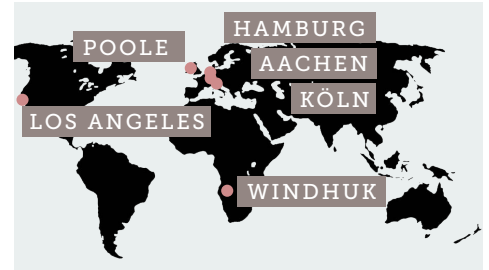 HAMBURG
POOLE
AACHEN
KÖLN
LOS ANGELES
WINDHUK